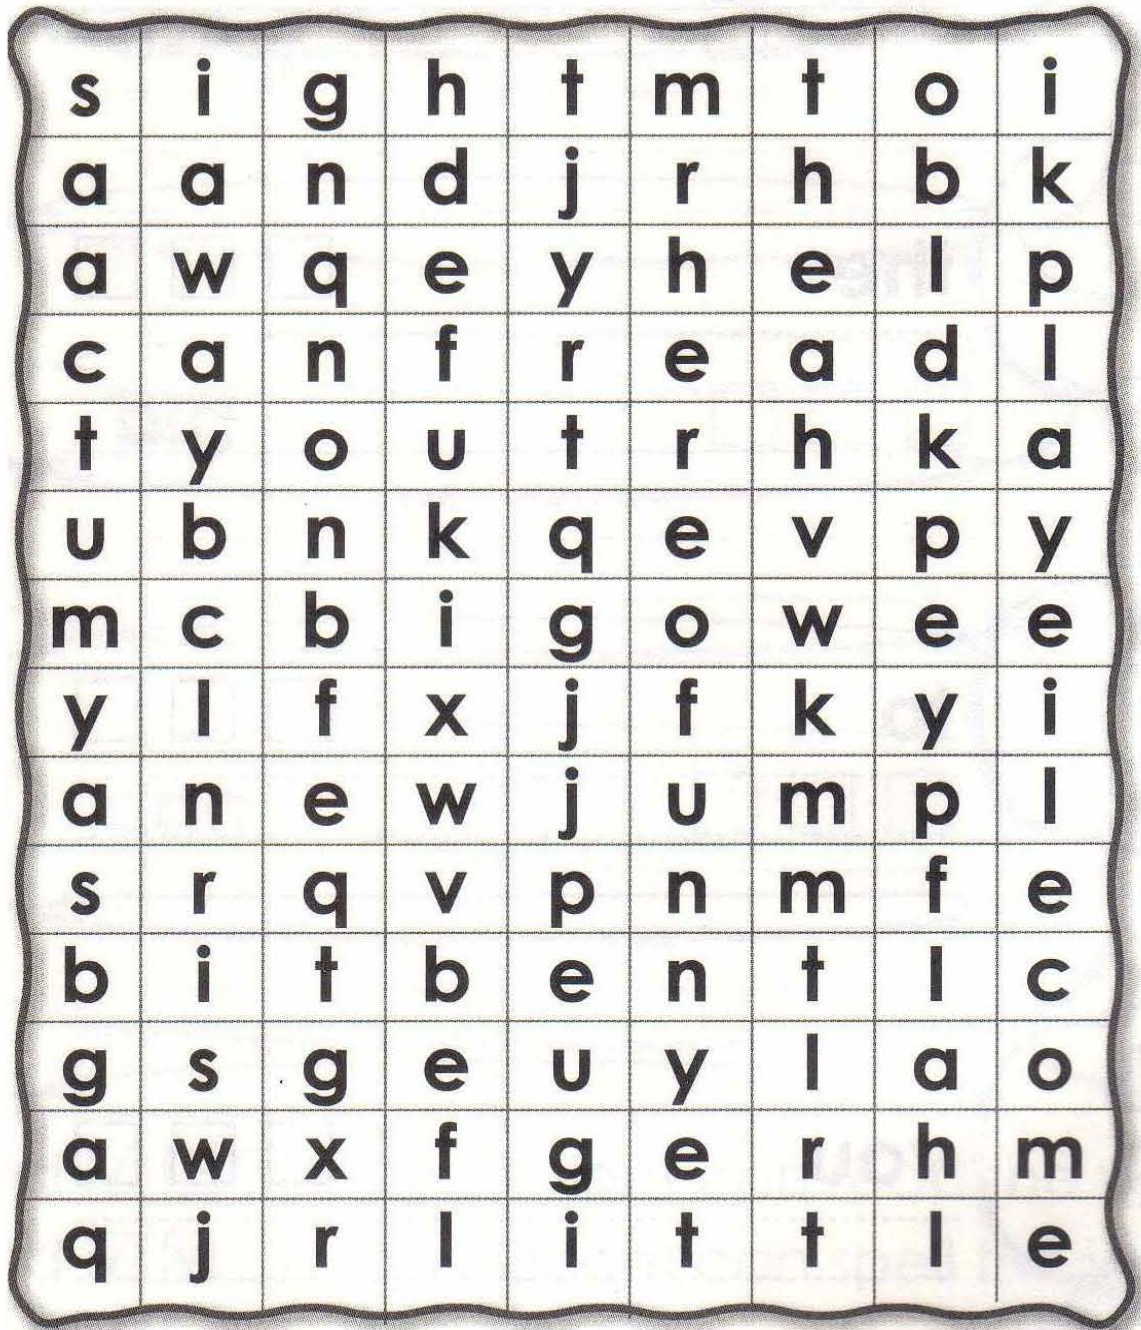 s i g h t m t o i
a a n d j r h b k
a w q e y h e l p
c a n f r e a d l
t y o u t r h k a
u b n k q e v p y
m c b i g o w e e
y l f x j f k y i
a n e w j u m p l
s r q v p n m f e
b i t b e n t l c
g s g e u y l a o
a w x f g e r h m
q j r l i t t l e